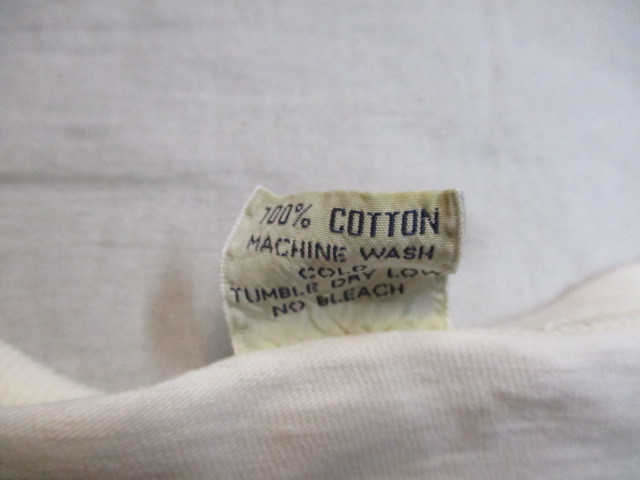 100% COTTON
MACHINE WASH
COLD
TUMBLE DRY LOW
NO BLEACH